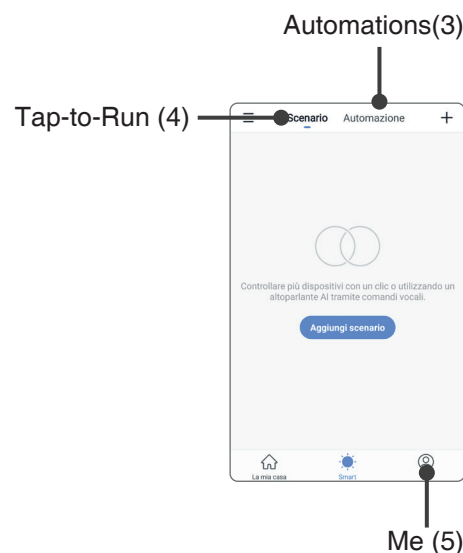 Automations(3)
Tap-to-Run (4)
Scenario Automazione +
Controllare più dispositivi con un clic o utilizzando un
altoparlante AI tramite comandi vocali.
Aggiungi scenario
La mia casa Smart
Me (5)